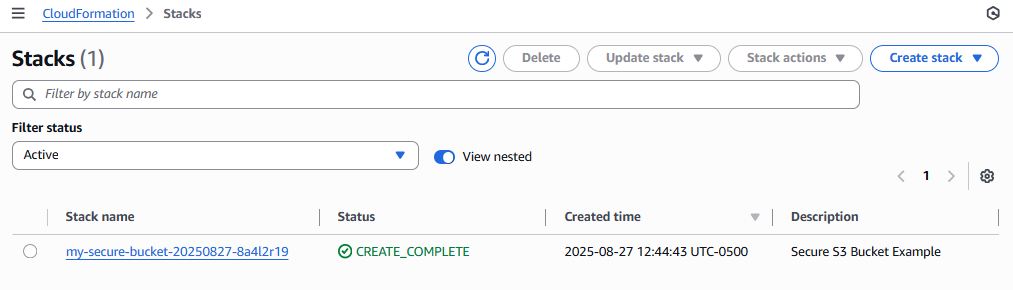 CloudFormation > Stacks
Stacks (1) Delete Update stack Stack actions Create stack
Filter by stack name
Filter status
Active View nested
1
Stack name Status Created time Description
my-secure-bucket-20250827-8a4l2r19 CREATE_COMPLETE 2025-08-27 12:44:43 UTC-0500 Secure S3 Bucket Example